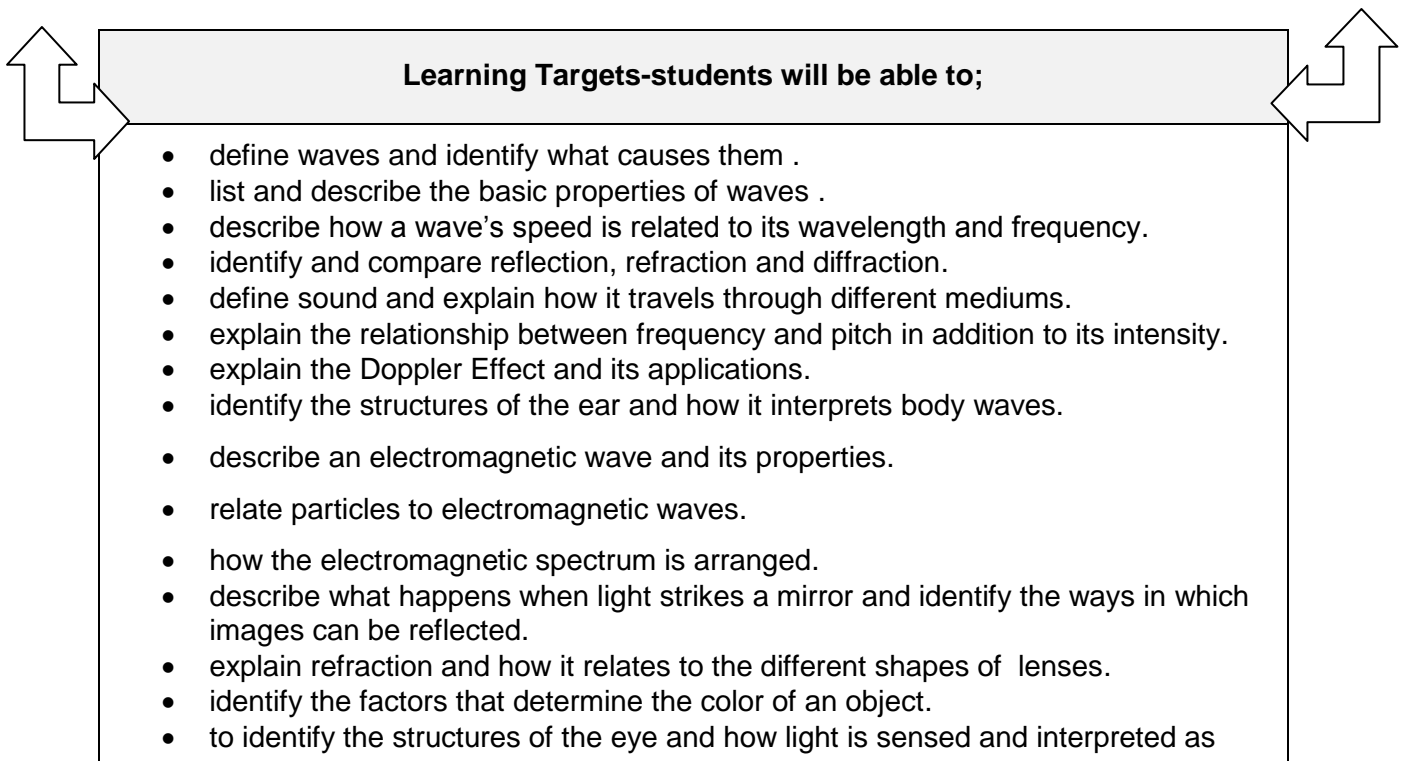 Learning Targets-students will be able to;
• define waves and identify what causes them .
• list and describe the basic properties of waves .
• describe how a wave’s speed is related to its wavelength and frequency.
• identify and compare reflection, refraction and diffraction.
• define sound and explain how it travels through different mediums.
• explain the relationship between frequency and pitch in addition to its intensity.
• explain the Doppler Effect and its applications.
• identify the structures of the ear and how it interprets body waves.
• describe an electromagnetic wave and its properties.
• relate particles to electromagnetic waves.
• how the electromagnetic spectrum is arranged.
• describe what happens when light strikes a mirror and identify the ways in which
images can be reflected.
• explain refraction and how it relates to the different shapes of lenses.
• identify the factors that determine the color of an object.
• to identify the structures of the eye and how light is sensed and interpreted as